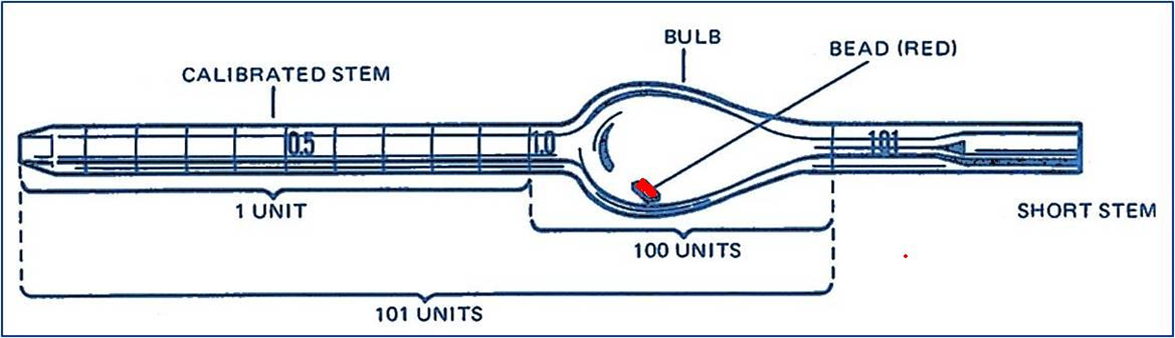 BULB
BEAD (RED)
CALIBRATED STEM
0.5
1.0
101
1 UNIT
SHORT STEM
100 UNITS
101 UNITS